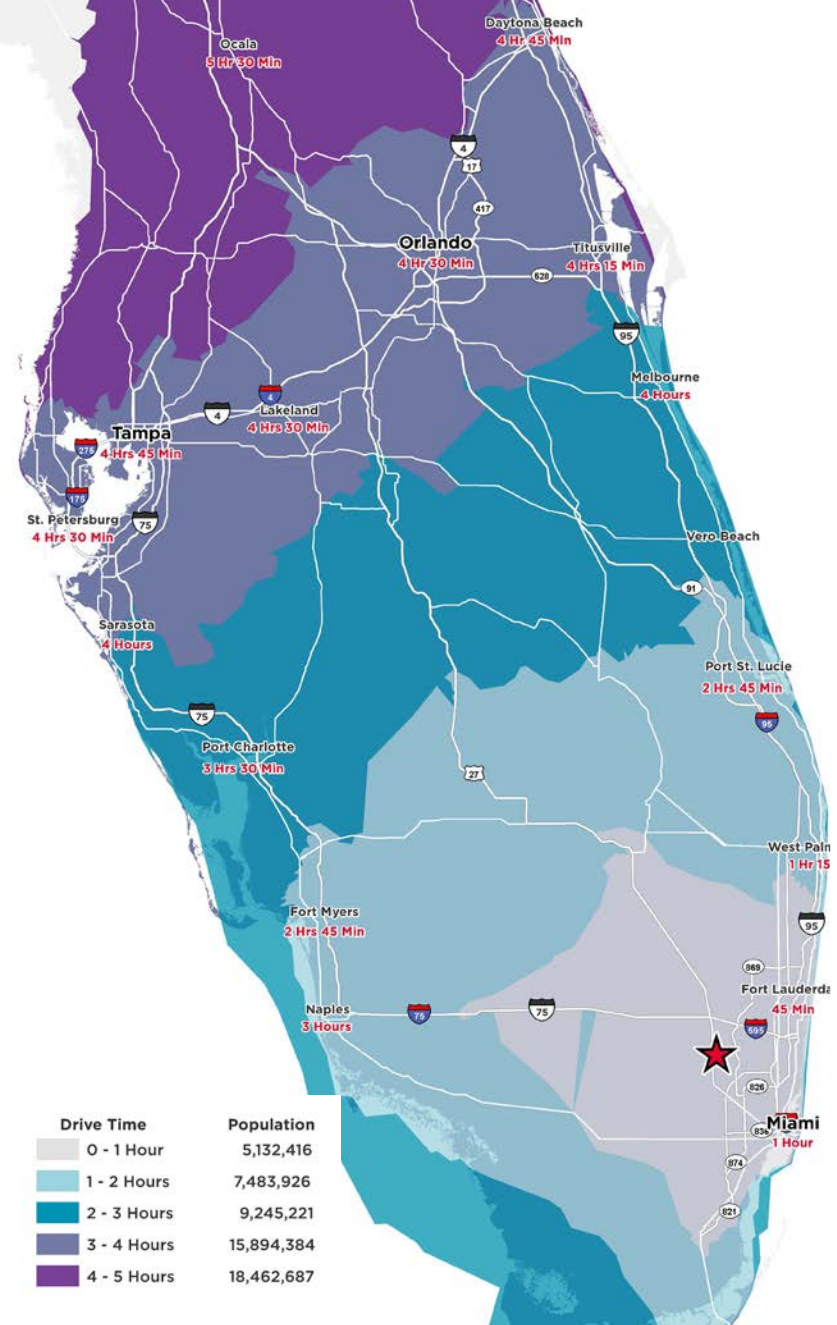 Daytona Beach
4 Hr 45 Min
Ocala
5 Hr 30 Min
4
17
417
Orlando
4 Hr 30 Min
Titusville
4 Hrs 15 Min
528
95
Melbourne
4 Hours
4
4
Lakeland
4 Hrs 30 Min
Tampa
4 Hrs 45 Min
275
175
St. Petersburg
4 Hrs 30 Min
75
Vero Beach
91
Sarasota
4 Hours
Port St. Lucie
2 Hrs 45 Min
95
75
Port Charlotte
3 Hrs 30 Min
27
West Palm
1 Hr 15
Fort Myers
2 Hrs 45 Min
95
869
Fort Lauderda
45 Min
Naples
3 Hours
75
75
595
826
836
Miami
1 Hour
874
821
Drive Time Population
0 - 1 Hour 5,132,416
1 - 2 Hours 7,483,926
2 - 3 Hours 9,245,221
3 - 4 Hours 15,894,384
4 - 5 Hours 18,462,687